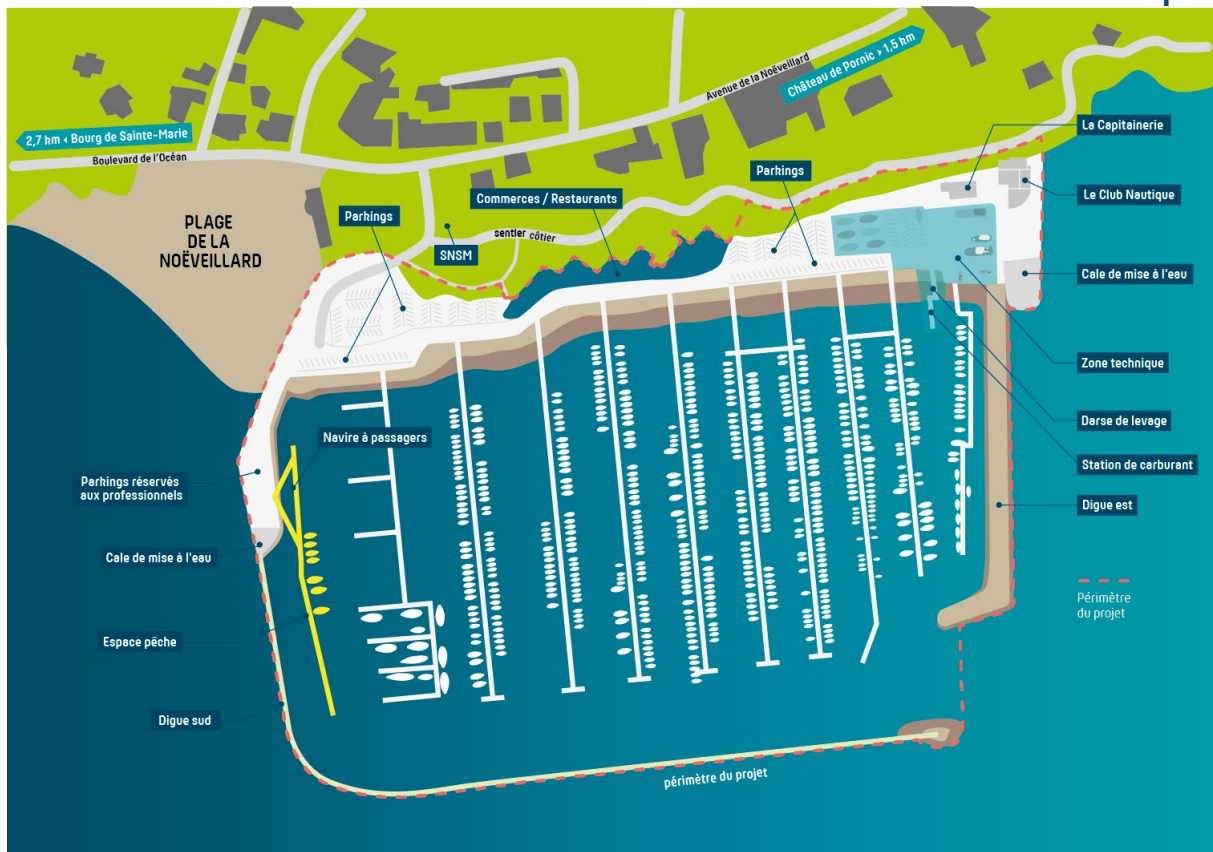 Avenue de la Noëveillard
Château de Pornic › 1,5 km
2,7 km ‹ Bourg de Sainte-Marie
Boulevard de l'Océan
PLAGE
DE LA
NOËVEILLARD
Parkings
SNSM
Commerces / Restaurants
sentier côtier
Parkings
La Capitainerie
Le Club Nautique
Cale de mise à l'eau
Zone technique
Darse de levage
Station de carburant
Digue est
Périmètre
du projet
Navire à passagers
Parkings réservés
aux professionnels
Cale de mise à l'eau
Espace pêche
Digue sud
périmètre du projet